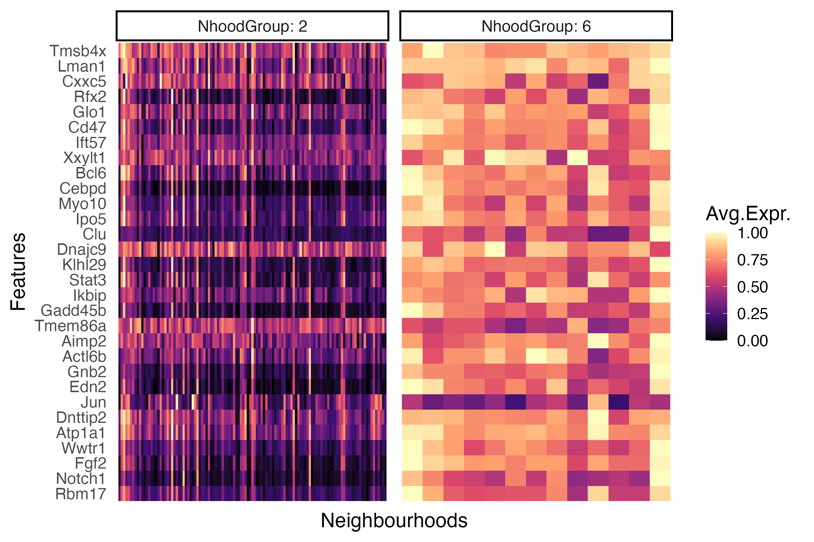 NhoodGroup: 2
NhoodGroup: 6
Features
Tmsb4x
Lman1
Cxxc5
Rfx2
Glo1
Cd47
Ift57
Xxylt1
Bcl6
Cebpd
Myo10
Ipo5
Clu
Dnajc9
Klhl29
Stat3
Ikbip
Gadd45b
Tmem86a
Aimp2
Actl6b
Gnb2
Edn2
Jun
Dnttip2
Atp1a1
Wwtr1
Fgf2
Notch1
Rbm17
Neighbourhoods
Avg.Expr.
1.00
0.75
0.50
0.25
0.00